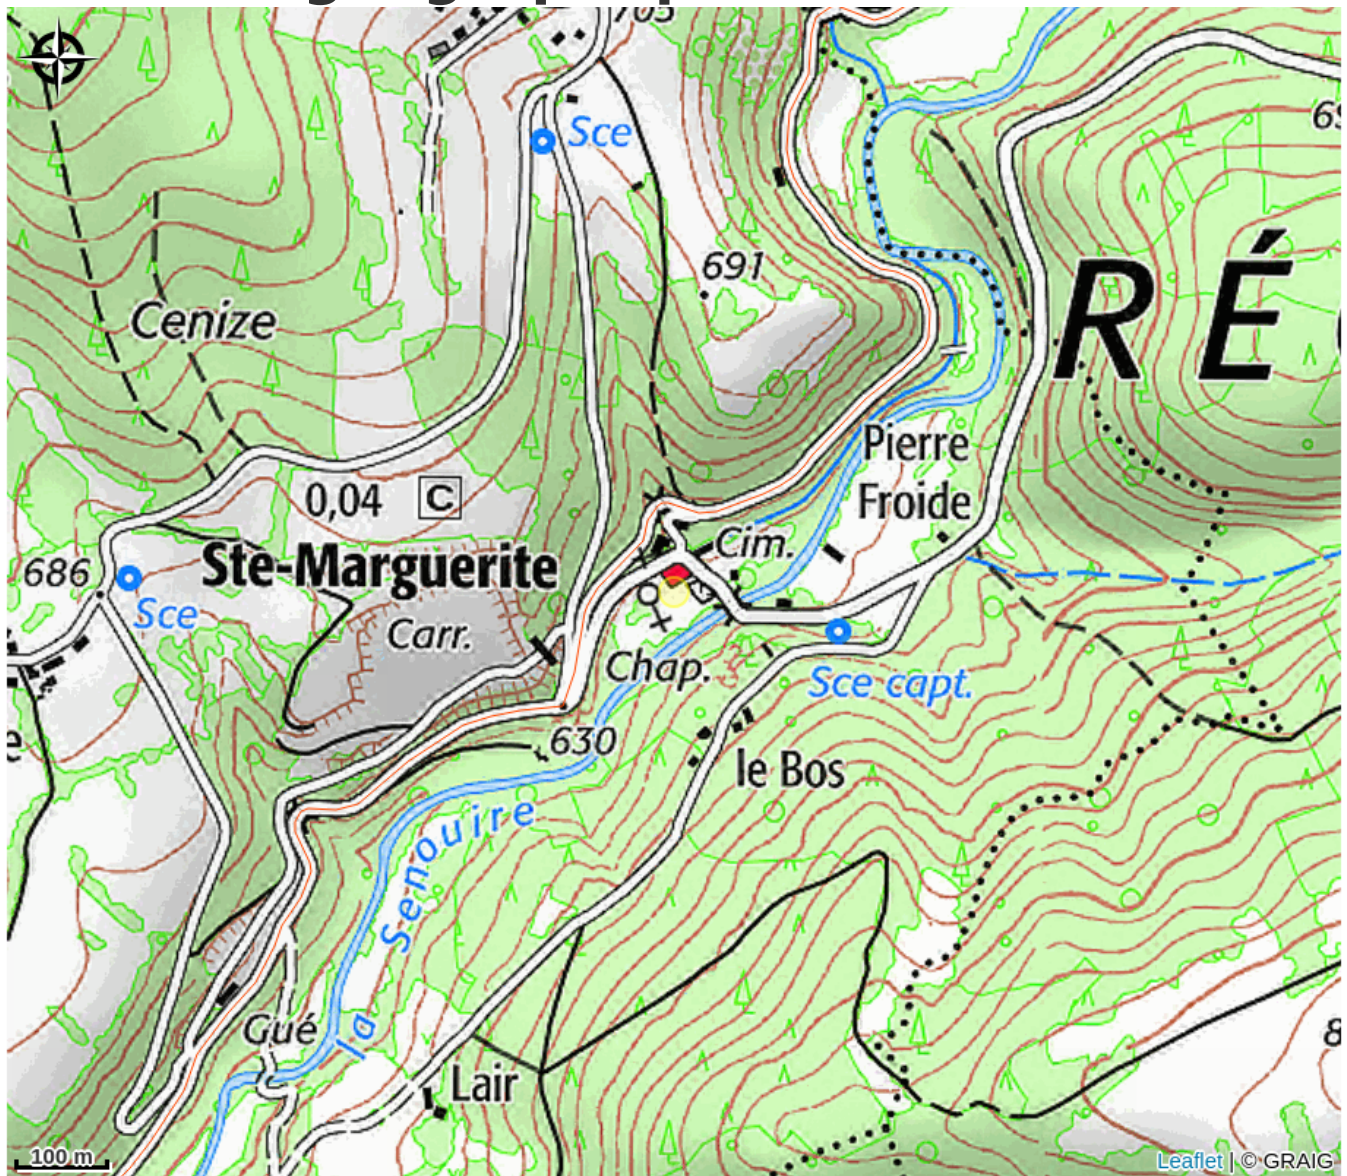 703
Sce
691
RÉ
Cenize
Pierre
Froide
0,04 C
Cim.
Ste-Marguerite
686
Sce
Carr.
Chap.
Sce capt.
630
le Bos
la Senouire
Gué
Lair
100 m
Leaflet | © GRAIG